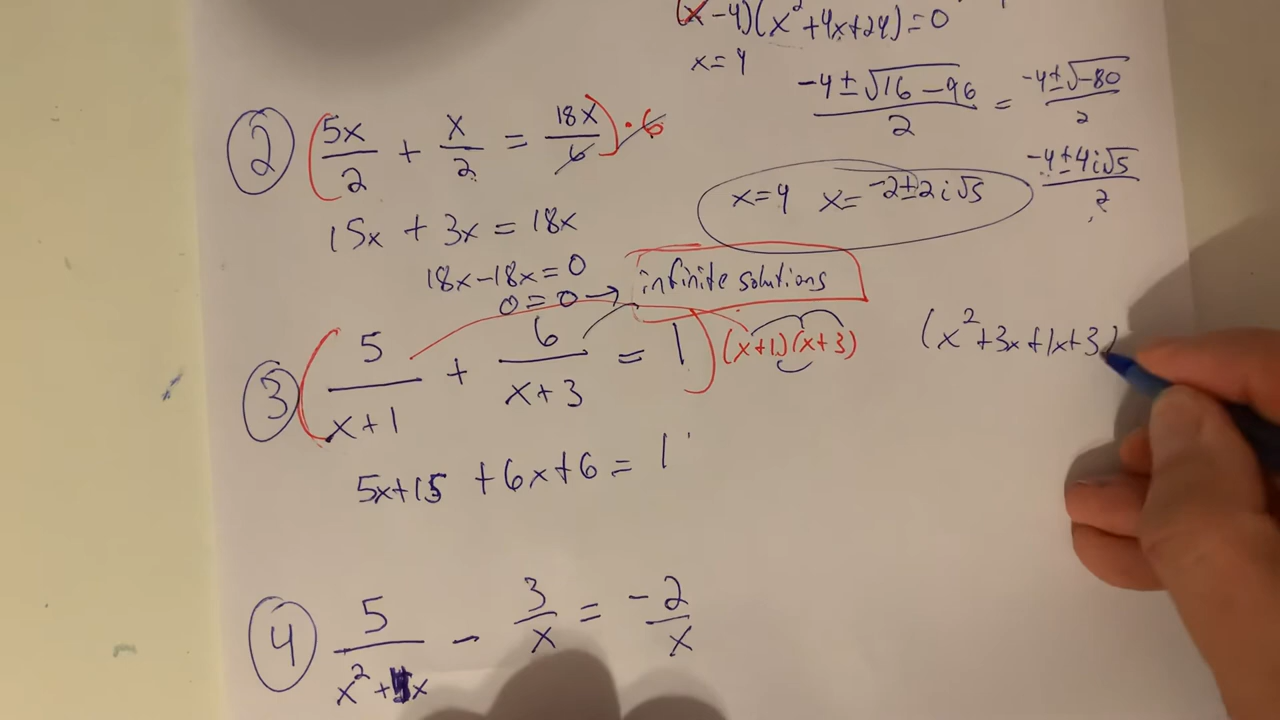 (x-4)(x²+4x+24)=0
x=4
-4±√16-96 / 2 = -4±√-80 / 2
-4±4i√5 / 2
x=4 x=-2±2i√5
② (5x/2 + x/2 = 18x/6)·6
15x + 3x = 18x
18x-18x=0
0=0→ infinite solutions
③ (5/x+1 + 6/x+3 = 1)(x+1)(x+3) (x²+3x+1x+3)
5x+15 +6x+6 = 1
④ 5/x²+4x - 3/x = -2/x